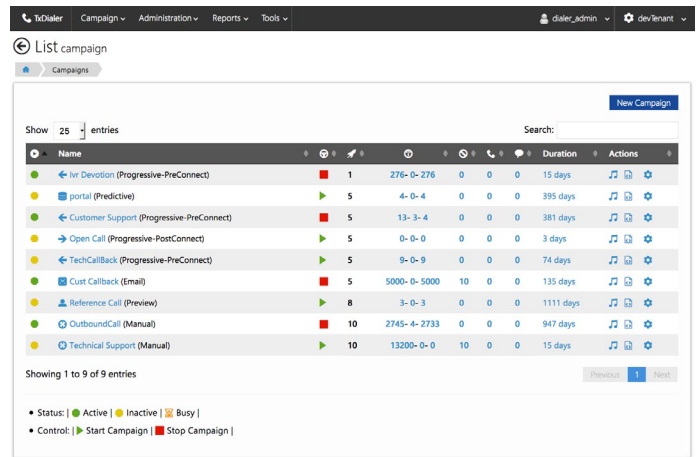 TxDialer Campaign Administration Reports Tools dialer_admin devTenant
List campaign
Campaigns
New Campaign
Show 25 entries Search:
Name Duration Actions
Ivr Devotion (Progressive-PreConnect) 1 276- 0- 276 0 0 0 15 days
portal (Predictive) 5 4- 0- 4 0 0 0 395 days
Customer Support (Progressive-PreConnect) 5 13- 3- 4 0 0 0 381 days
Open Call (Progressive-PostConnect) 5 0- 0- 0 0 0 0 3 days
TechCallBack (Progressive-PreConnect) 5 9- 0- 9 0 0 0 74 days
Cust Callback (Email) 5 5000- 0- 5000 10 0 0 135 days
Reference Call (Preview) 8 3- 0- 3 0 0 0 1111 days
OutboundCall (Manual) 10 2745- 4- 2733 0 0 0 947 days
Technical Support (Manual) 10 13200- 0- 0 10 0 0 15 days
Showing 1 to 9 of 9 entries Previous 1 Next
• Status: | Active | Inactive | Busy |
• Control: | Start Campaign | Stop Campaign |